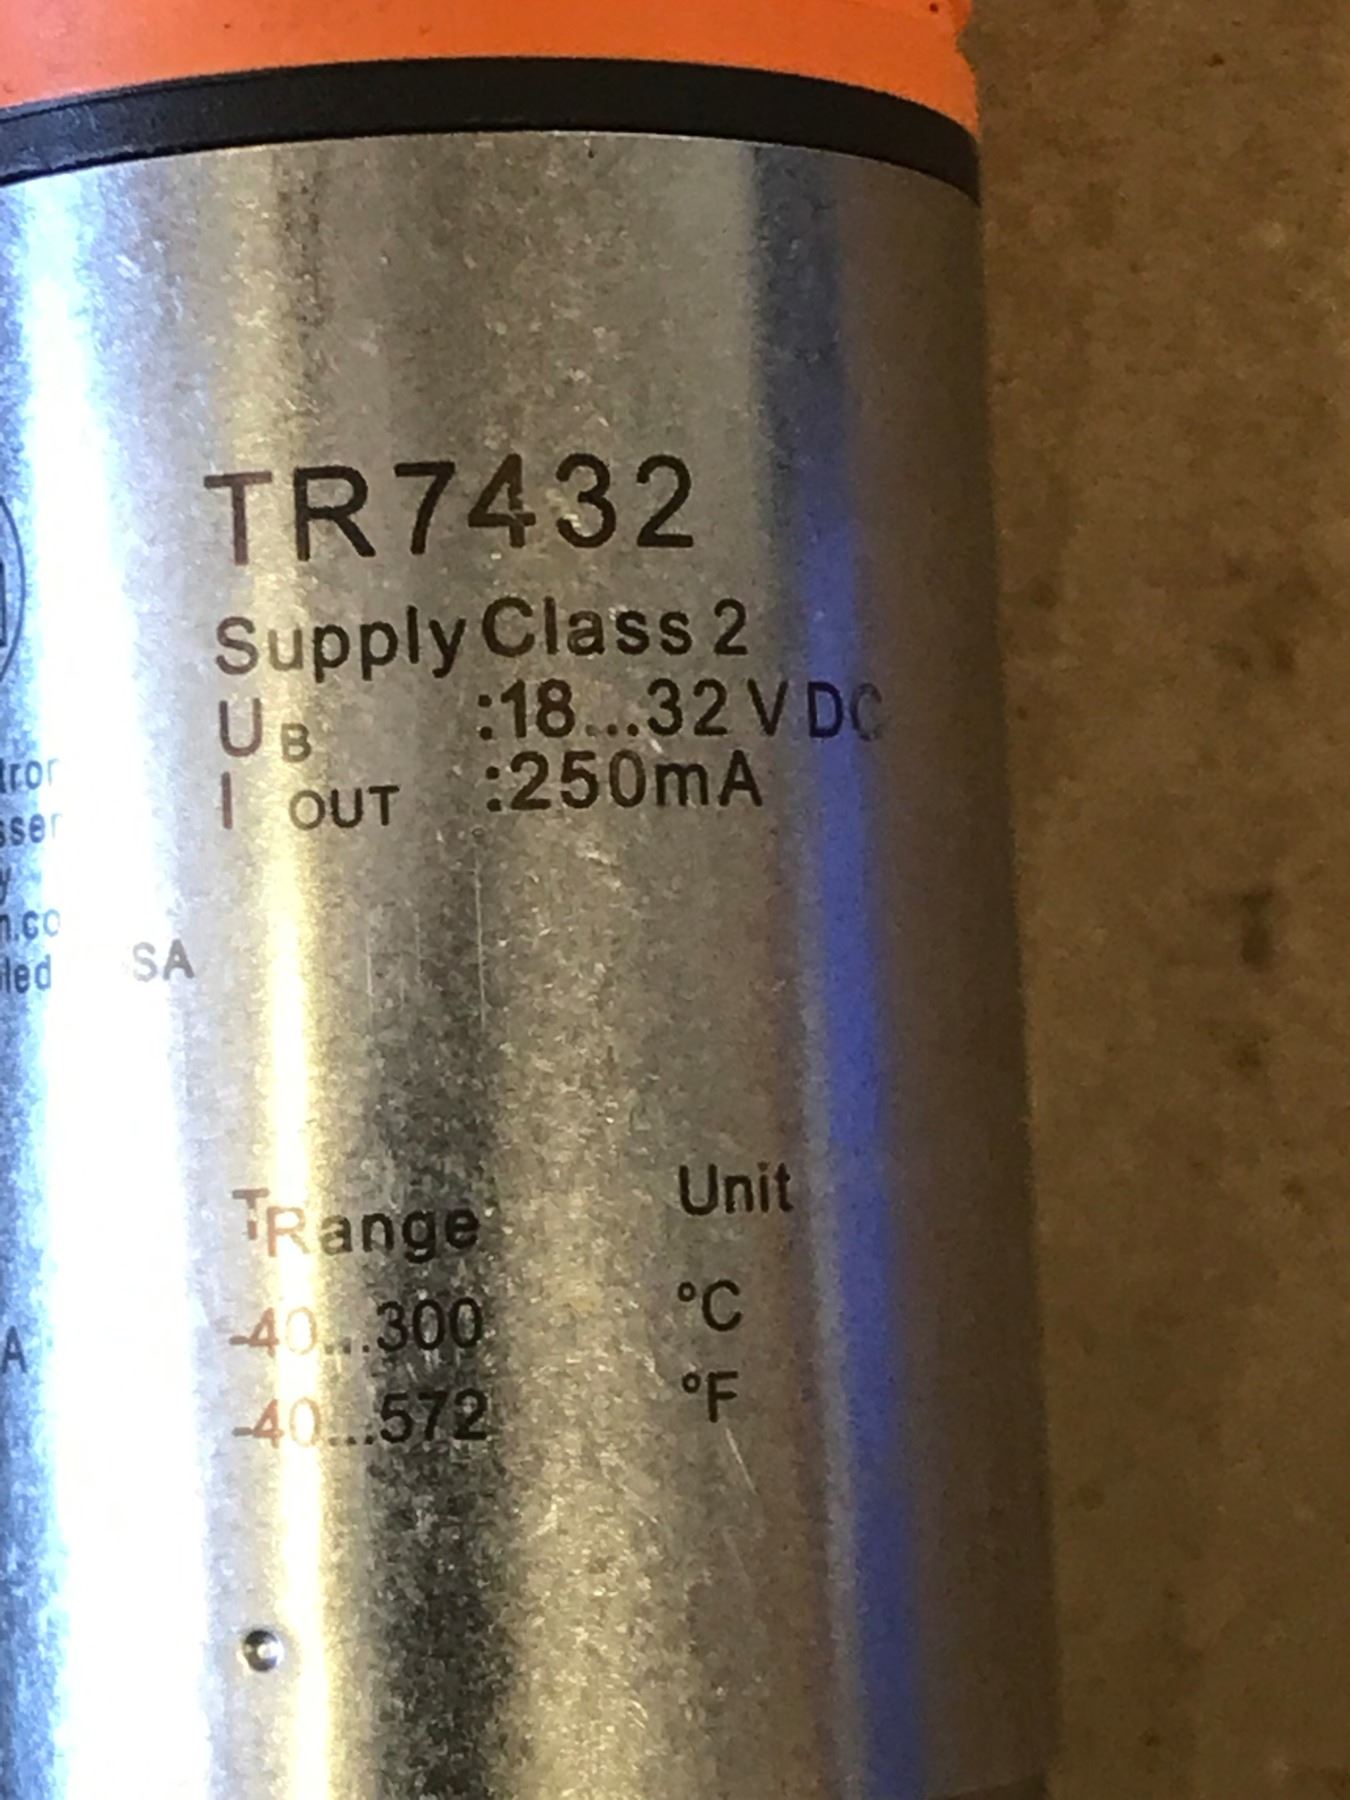 TR7432
Supply Class 2
UB :18...32 V DC
I OUT :250mA
SA
TRange Unit
-40...300 °C
-40...572 °F
A